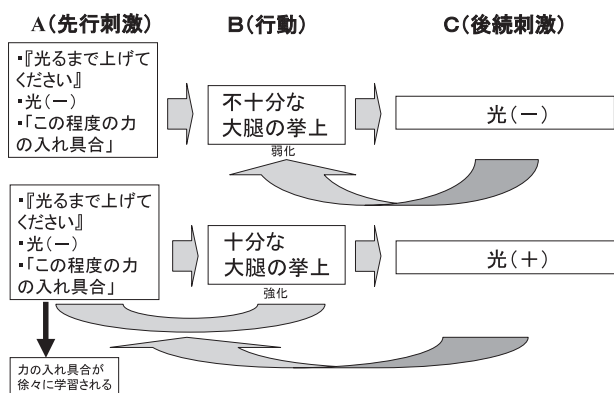 A(先行刺激)
B(行動)
C(後続刺激)
・『光るまで上げて
ください』
・光(－)
・「この程度の力
の入れ具合」
不十分な
大腿の挙上
光(－)
弱化
・『光るまで上げて
ください』
・光(－)
・「この程度の力
の入れ具合」
十分な
大腿の挙上
光(＋)
強化
力の入れ具合が
徐々に学習される